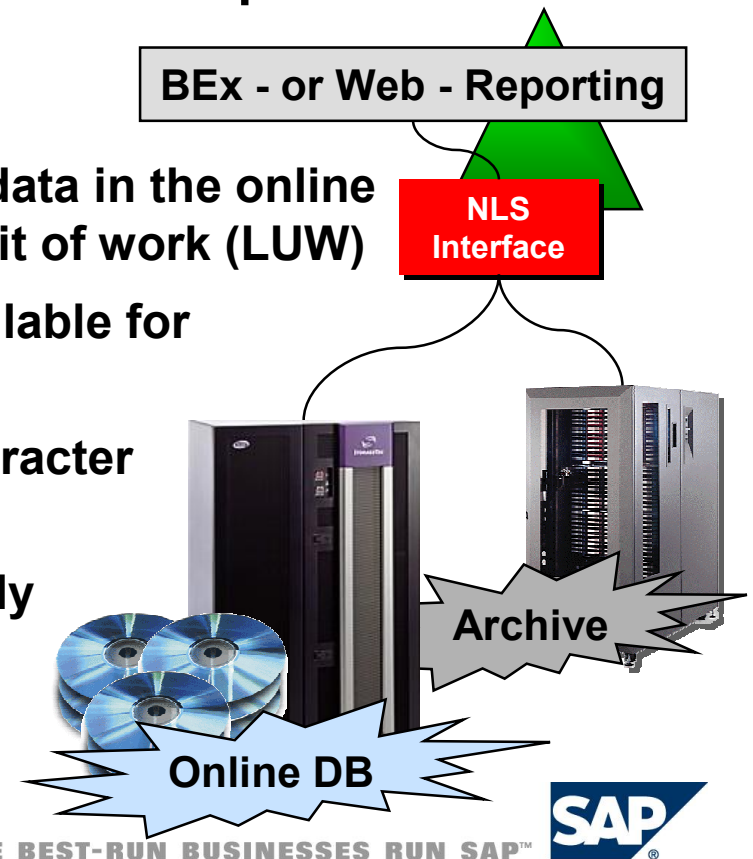 BEx - or Web - Reporting
data in the online
NLS
Interface
it of work (LUW)
lable for
racter
ly
Archive
Online DB
E BEST-RUN BUSINESSES RUN SAP™
SAP
®